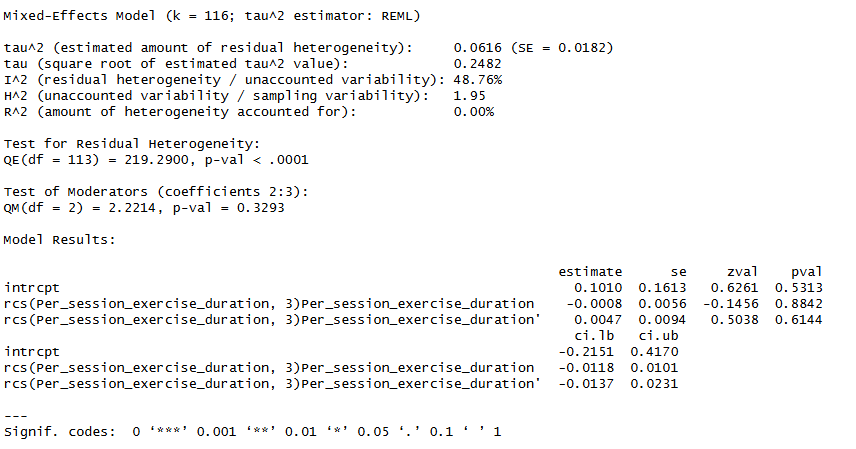 Mixed-Effects Model (k = 116; tau^2 estimator: REML)
tau^2 (estimated amount of residual heterogeneity):     0.0616 (SE = 0.0182)
tau (square root of estimated tau^2 value):             0.2482
I^2 (residual heterogeneity / unaccounted variability): 48.76%
H^2 (unaccounted variability / sampling variability):   1.95
R^2 (amount of heterogeneity accounted for):            0.00%
Test for Residual Heterogeneity:
QE(df = 113) = 219.2900, p-val < .0001
Test of Moderators (coefficients 2:3):
QM(df = 2) = 2.2214, p-val = 0.3293
Model Results:
estimate      se     zval    pval
intrcpt                                                                0.1010  0.1613   0.6261  0.5313
rcs(Per_session_exercise_duration, 3)Per_session_exercise_duration    -0.0008  0.0056  -0.1456  0.8842
rcs(Per_session_exercise_duration, 3)Per_session_exercise_duration'    0.0047  0.0094   0.5038  0.6144
ci.lb   ci.ub
intrcpt                                                               -0.2151  0.4170
rcs(Per_session_exercise_duration, 3)Per_session_exercise_duration    -0.0118  0.0101
rcs(Per_session_exercise_duration, 3)Per_session_exercise_duration'   -0.0137  0.0231
---
Signif. codes:  0 ‘***’ 0.001 ‘**’ 0.01 ‘*’ 0.05 ‘.’ 0.1 ‘ ’ 1